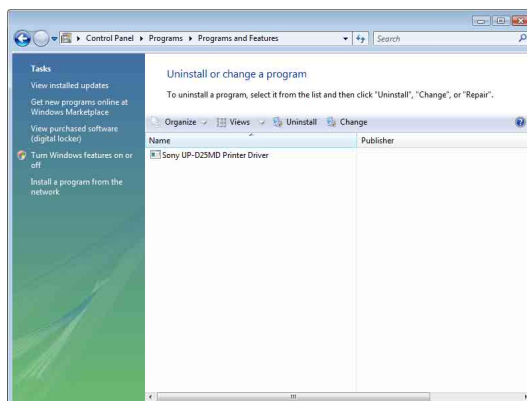 Control Panel ▸ Programs ▸ Programs and Features
Search
Tasks
View installed updates
Get new programs online at
Windows Marketplace
View purchased software
(digital locker)
Turn Windows features on or
off
Install a program from the
network
Uninstall or change a program
To uninstall a program, select it from the list and then click "Uninstall", "Change", or "Repair".
Organize Views Uninstall Change
Name Publisher
Sony UP-D25MD Printer Driver